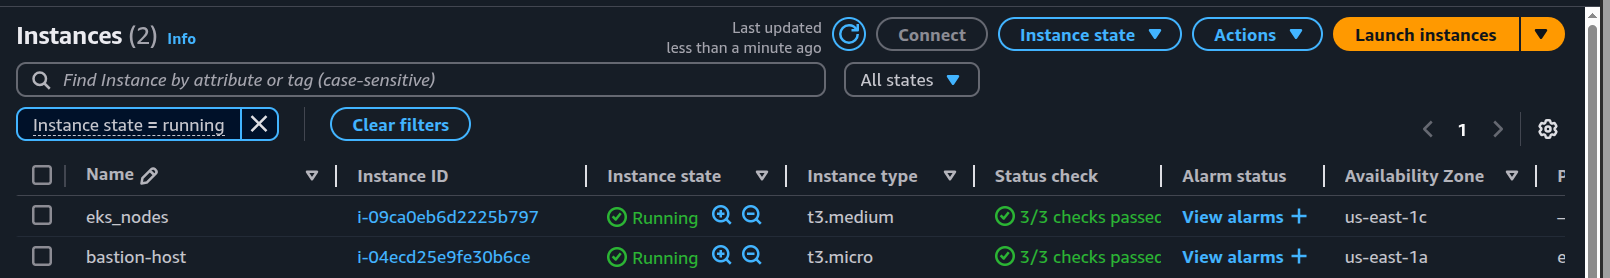 Instances (2) Info
Last updated
less than a minute ago
Connect
Instance state
Actions
Launch instances
Find Instance by attribute or tag (case-sensitive)
All states
Instance state = running
Clear filters
1
Name Instance ID Instance state Instance type Status check Alarm status Availability Zone P
eks_nodes i-09ca0eb6d2225b797 Running t3.medium 3/3 checks passec View alarms + us-east-1c –
bastion-host i-04ecd25e9fe30b6ce Running t3.micro 3/3 checks passec View alarms + us-east-1a e